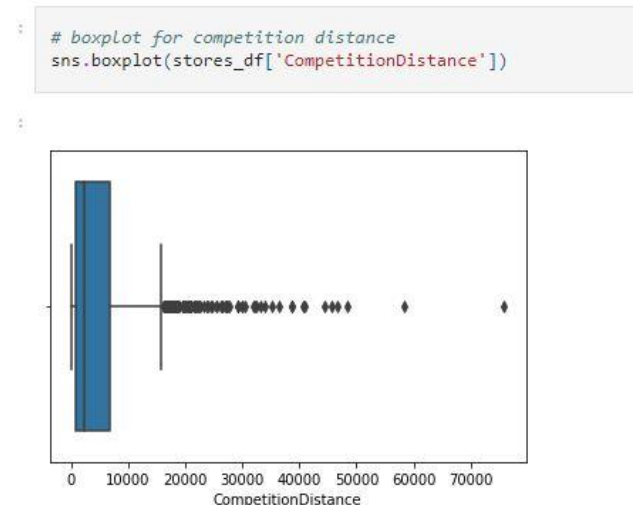 :
# boxplot for competition distance
sns.boxplot(stores_df['CompetitionDistance'])
:
0 10000 20000 30000 40000 50000 60000 70000
CompetitionDistance